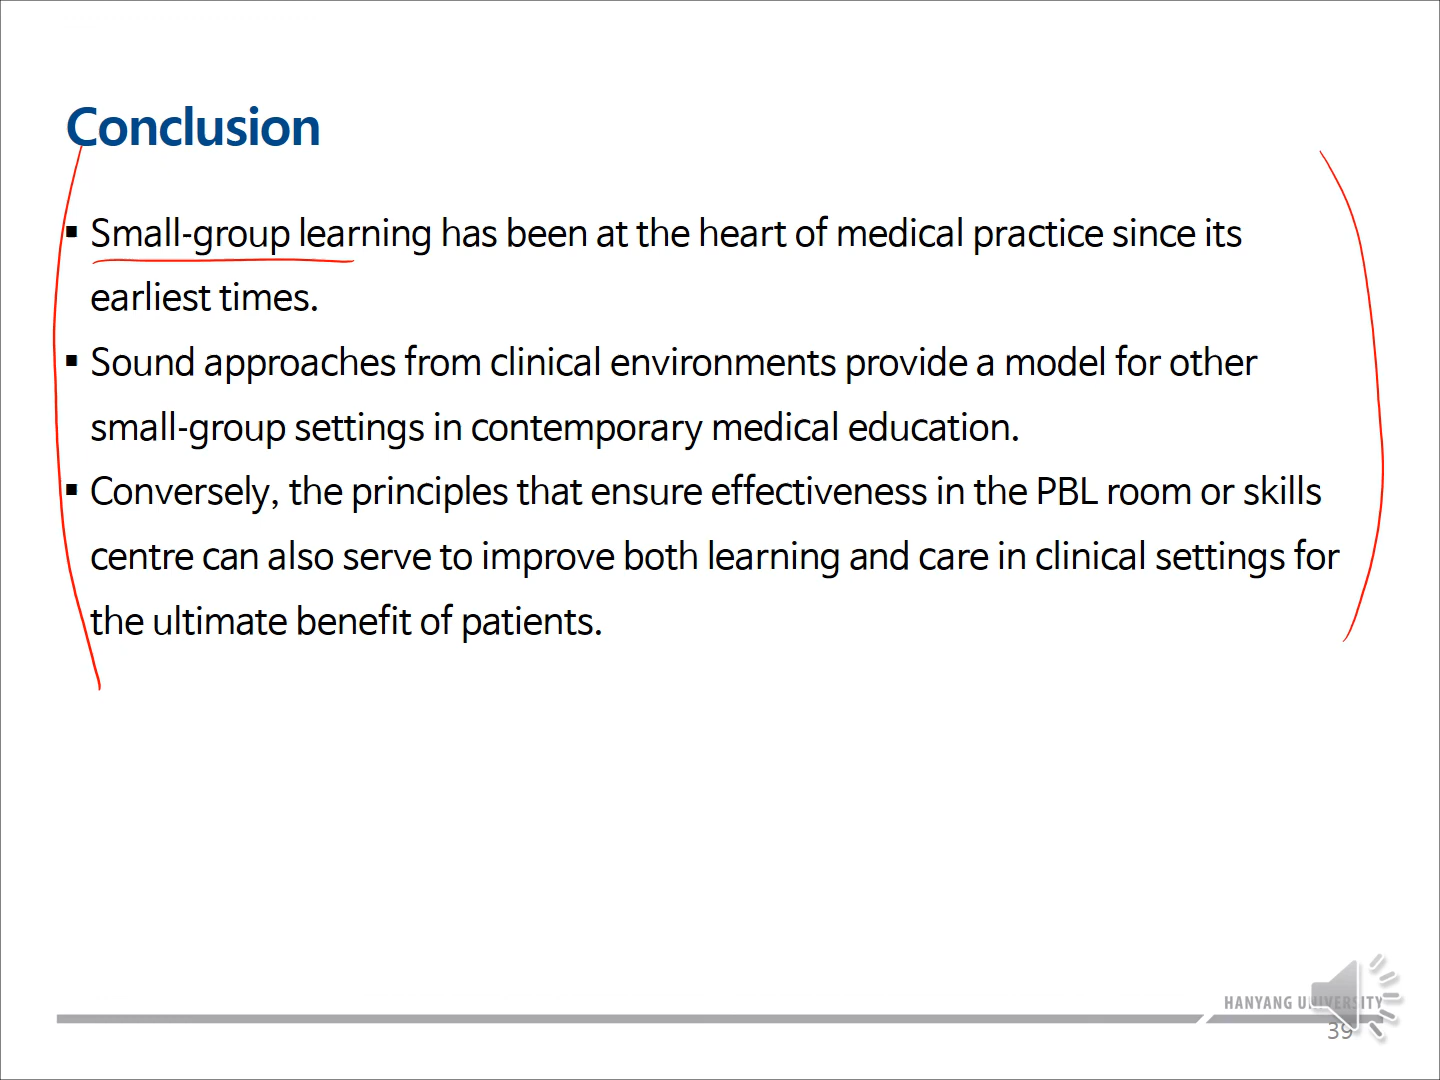 Conclusion
▪ Small-group learning has been at the heart of medical practice since its
earliest times.
▪ Sound approaches from clinical environments provide a model for other
small-group settings in contemporary medical education.
▪ Conversely, the principles that ensure effectiveness in the PBL room or skills
centre can also serve to improve both learning and care in clinical settings for
the ultimate benefit of patients.
HANYANG UNIVERSITY
39